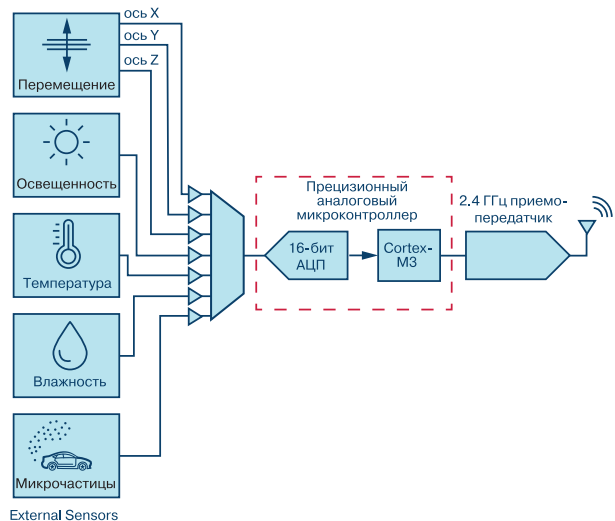 ось X
ось Y
ось Z
Перемещение
Освещенность
Температура
Влажность
Микрочастицы
External Sensors
Прецизионный
аналоговый
микроконтроллер
16-бит
АЦП
Cortex-
M3
2.4 ГГц приемо-
передатчик